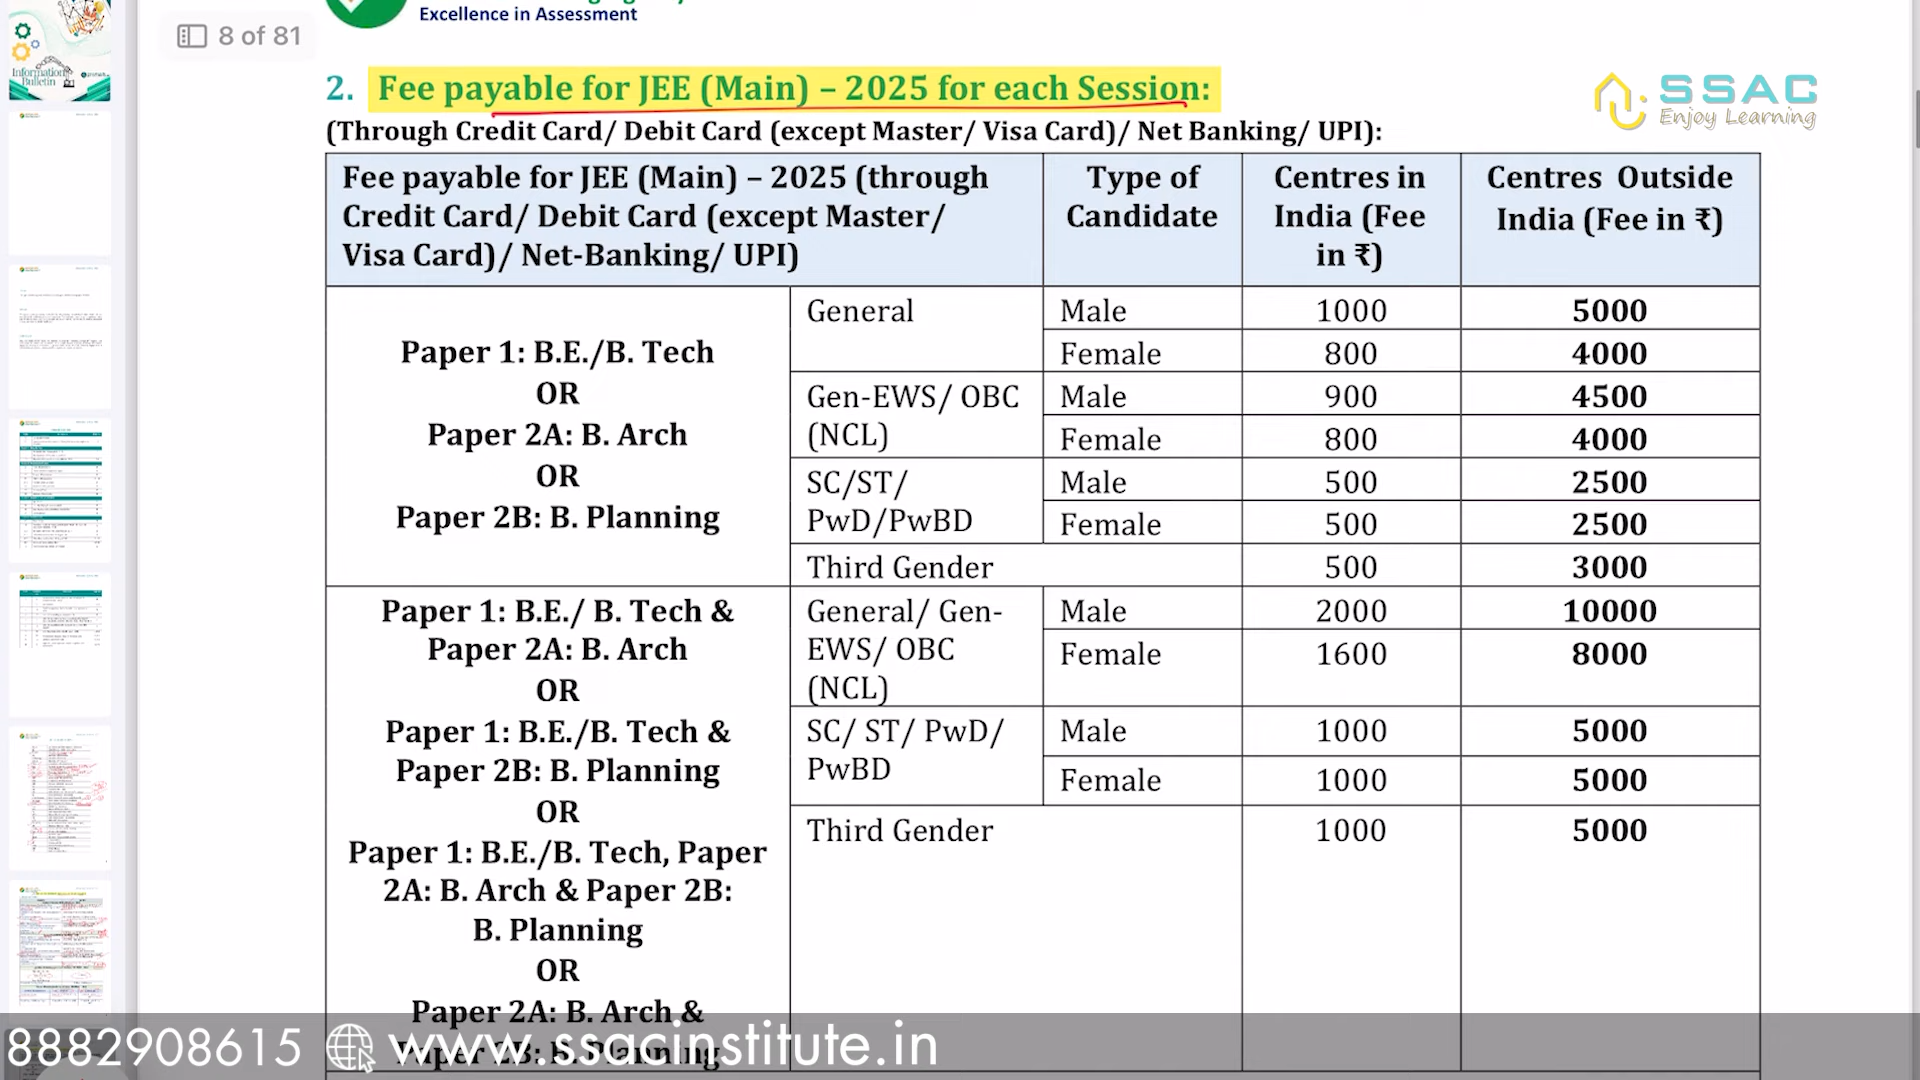 Excellence in Assessment
8 of 81
Information
Bulletin
2. Fee payable for JEE (Main) – 2025 for each Session:
SSAC
Enjoy Learning
(Through Credit Card/ Debit Card (except Master/ Visa Card)/ Net Banking/ UPI):
Fee payable for JEE (Main) – 2025 (through
Credit Card/ Debit Card (except Master/
Visa Card)/ Net-Banking/ UPI)
Type of
Candidate
Centres in
India (Fee
in ₹)
Centres Outside
India (Fee in ₹)
Paper 1: B.E./B. Tech
OR
Paper 2A: B. Arch
OR
Paper 2B: B. Planning
General
Male 1000 5000
Female 800 4000
Gen-EWS/ OBC
(NCL)
Male 900 4500
Female 800 4000
SC/ST/
PwD/PwBD
Male 500 2500
Female 500 2500
Third Gender 500 3000
Paper 1: B.E./ B. Tech &
Paper 2A: B. Arch
OR
Paper 1: B.E./B. Tech &
Paper 2B: B. Planning
OR
Paper 1: B.E./B. Tech, Paper
2A: B. Arch & Paper 2B:
B. Planning
OR
Paper 2A: B. Arch &
Paper 2B: B. Planning
General/ Gen-
EWS/ OBC
(NCL)
Male 2000 10000
Female 1600 8000
SC/ ST/ PwD/
PwBD
Male 1000 5000
Female 1000 5000
Third Gender 1000 5000
8882908615 www.ssacinstitute.in